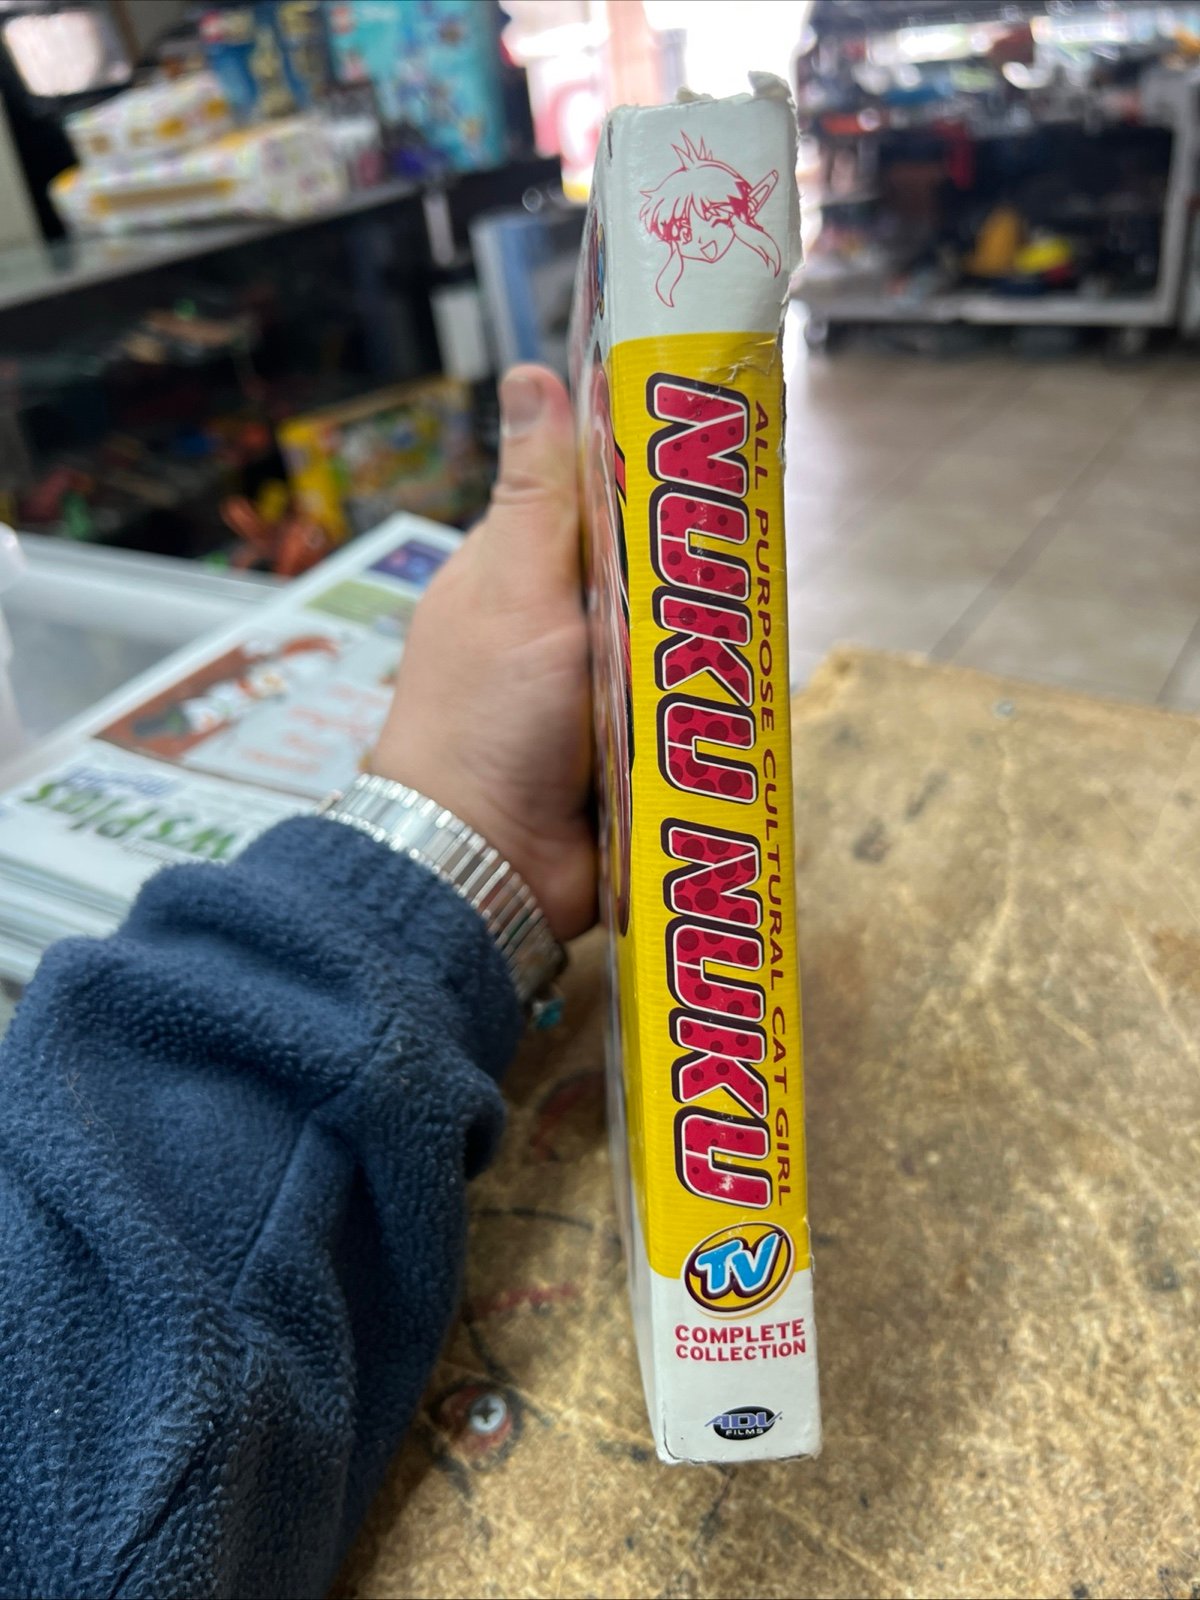 ALL PURPOSE CULTURAL CAT GIRL
NUKU NUKU
TV
COMPLETE
COLLECTION
ADV
FILMS